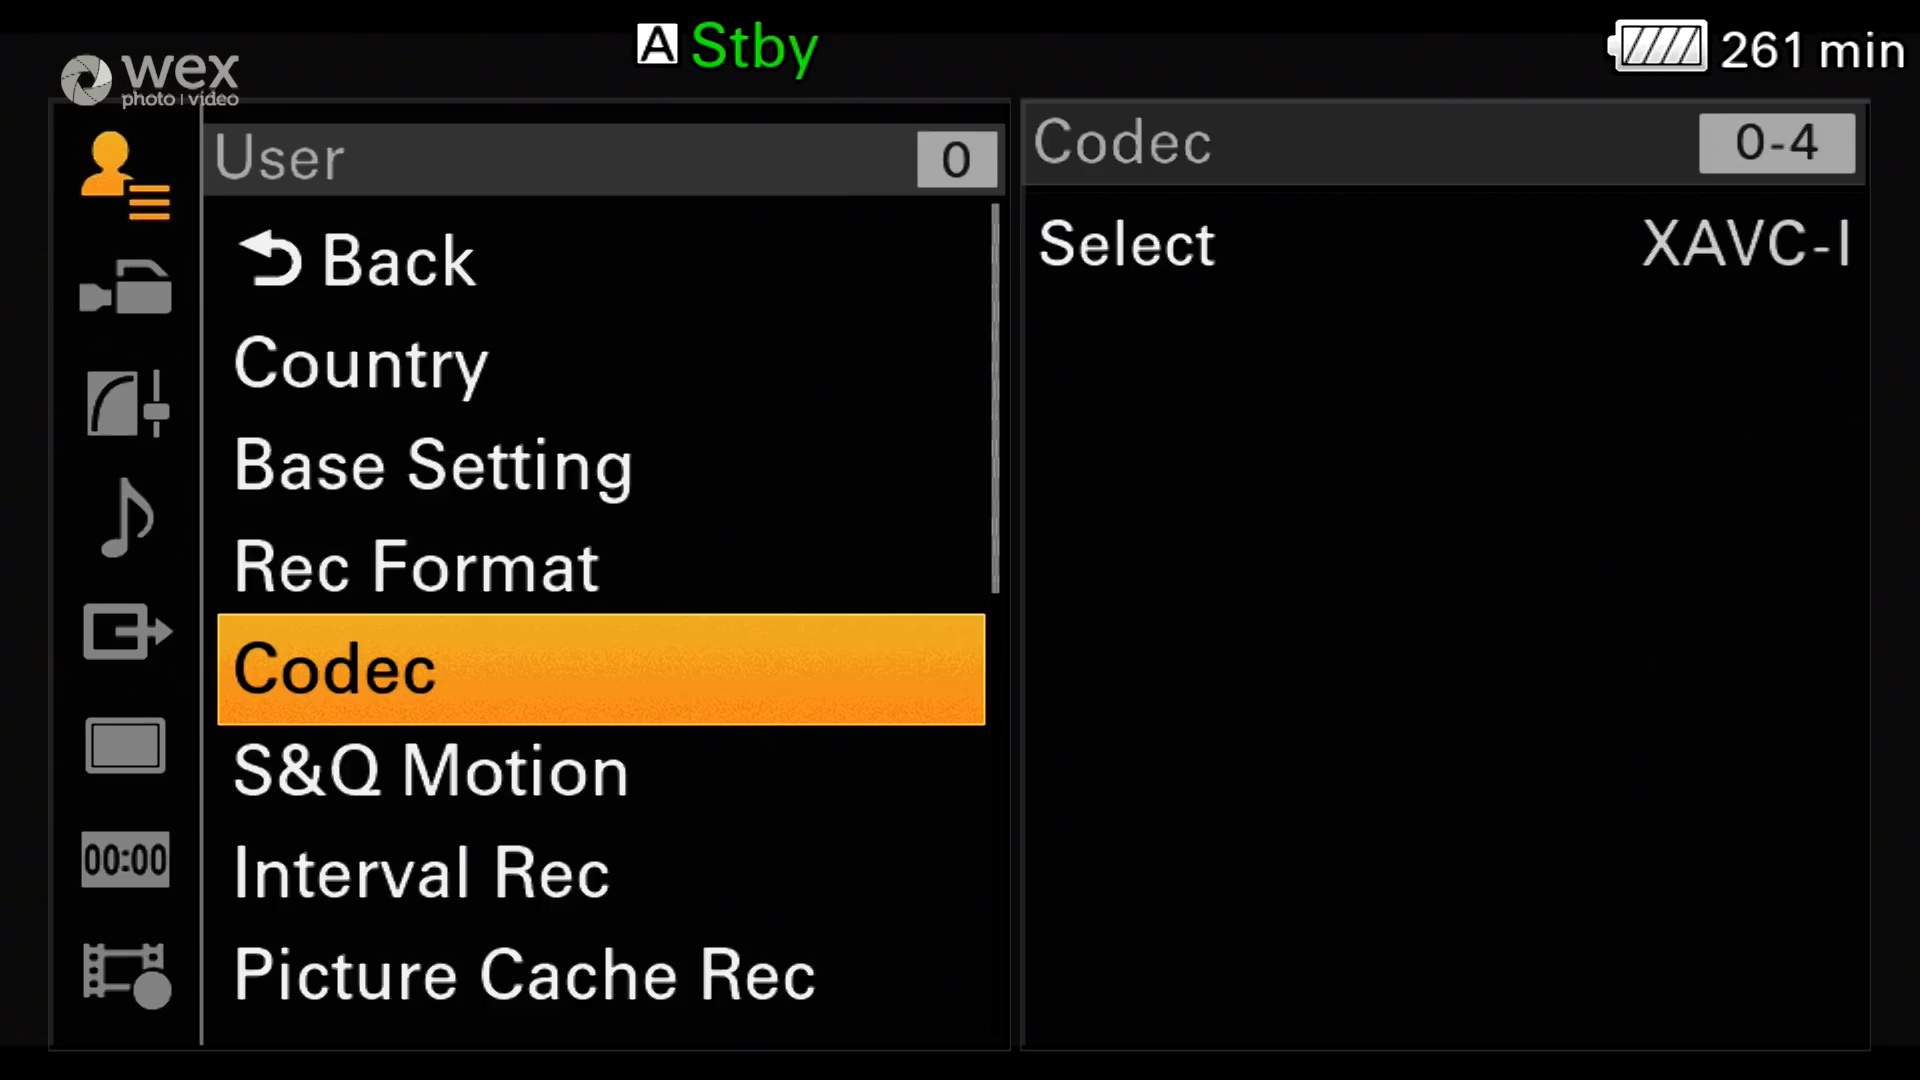 wex
photo | video
A Stby
261 min
User 0
Back
Country
Base Setting
Rec Format
Codec
S&Q Motion
Interval Rec
Picture Cache Rec
00:00
Codec 0-4
Select XAVC-I